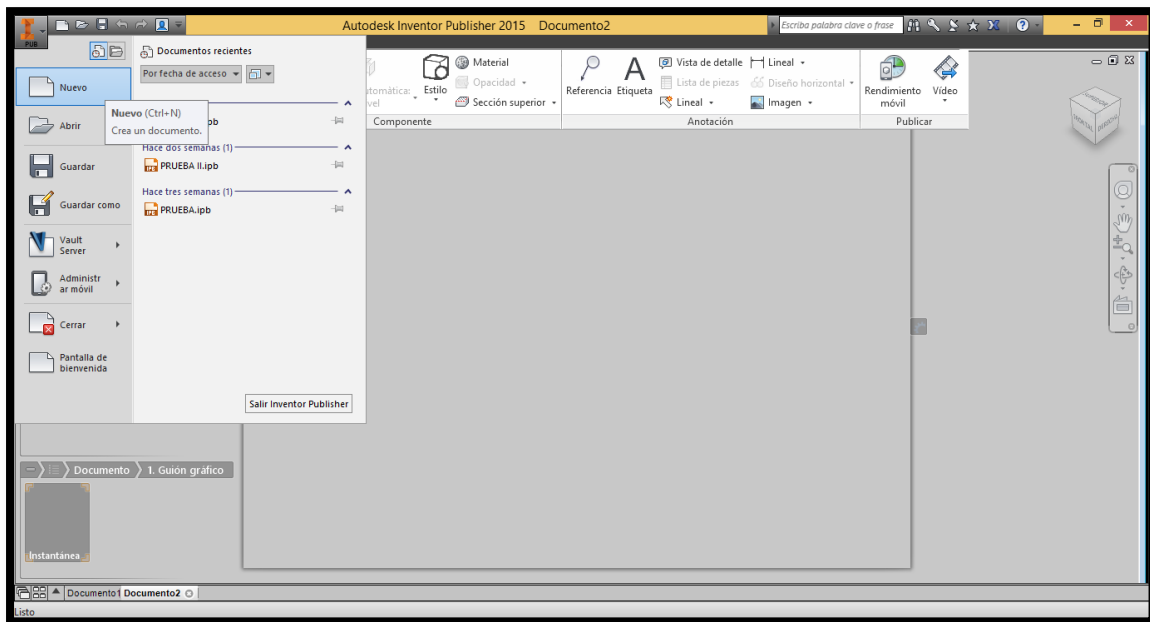 Autodesk Inventor Publisher 2015 Documento2
Escriba palabra clave o frase
?
PUB
Documentos recientes
Por fecha de acceso
Nuevo
Nuevo (Ctrl+N)
Crea un documento.
Abrir
pb
Hace dos semanas (1)
PRUEBA II.ipb
Guardar
Hace tres semanas (1)
PRUEBA.ipb
Guardar como
Vault
Server
Administr
ar móvil
Cerrar
Pantalla de
bienvenida
Salir Inventor Publisher
utomática:
vel
Estilo
Material
Opacidad
Sección superior
Componente
Referencia
A
Etiqueta
Vista de detalle
Lista de piezas
Lineal
Lineal
Diseño horizontal
Imagen
Anotación
Rendimiento
móvil
Vídeo
Publicar
Documento
1. Guión gráfico
Instantánea
Documento1
Documento2
Listo